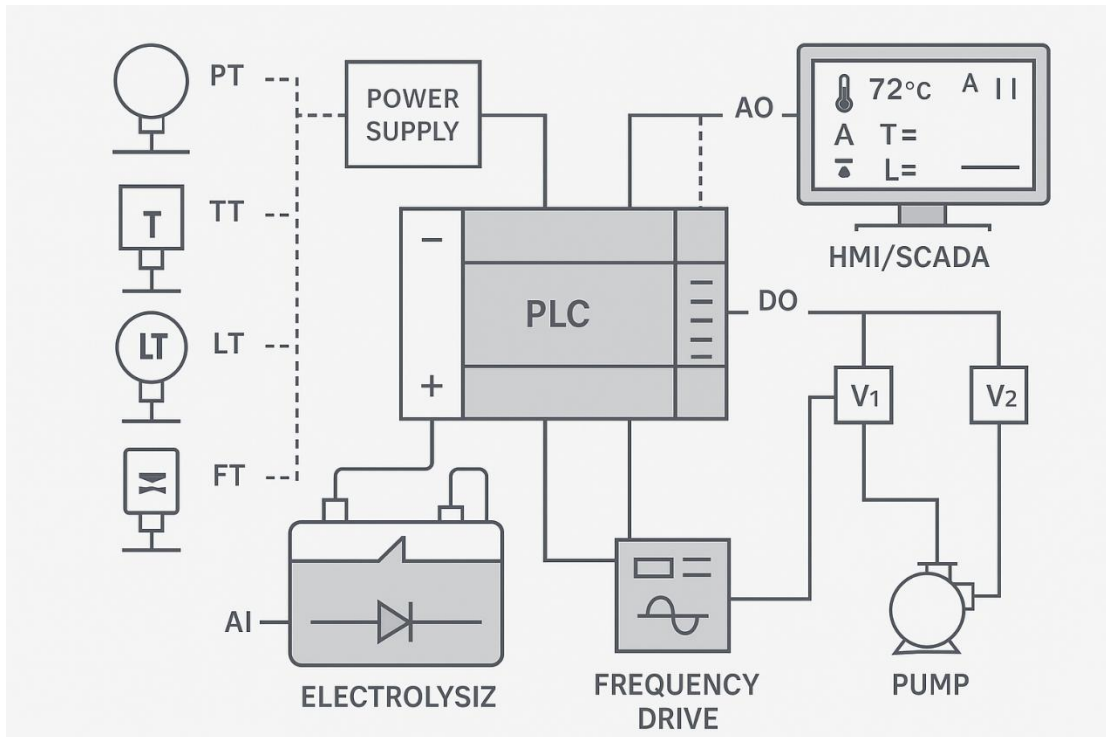 PT
POWER
SUPPLY
AO
72°C A
A T=
L=
HMI/SCADA
TT
T
−
PLC
DO
LT
LT
+
V1
V2
FT
AI
ELECTROLYSIZ
FREQUENCY
DRIVE
PUMP